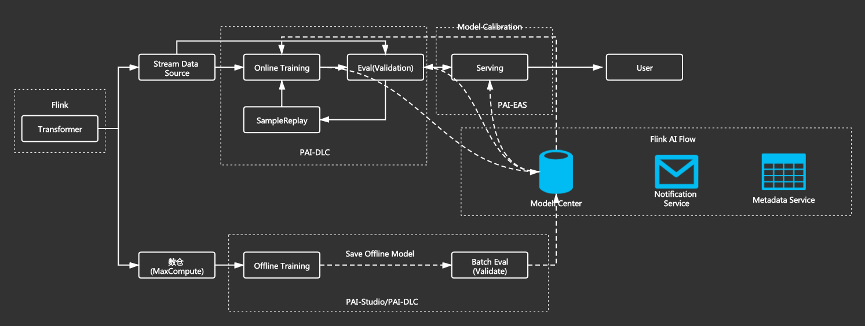 Model Calibration
Stream Data
Source
Online Training
Eval(Validation)
Serving
User
Flink
Transformer
SampleReplay
PAI-EAS
PAI-DLC
Flink AI Flow
Modell Center
Notification
Service
Metadata Service
数仓
(MaxCompute)
Offline Training
Save Offline Model
Batch Eval
(Validate)
PAI-Studio/PAI-DLC